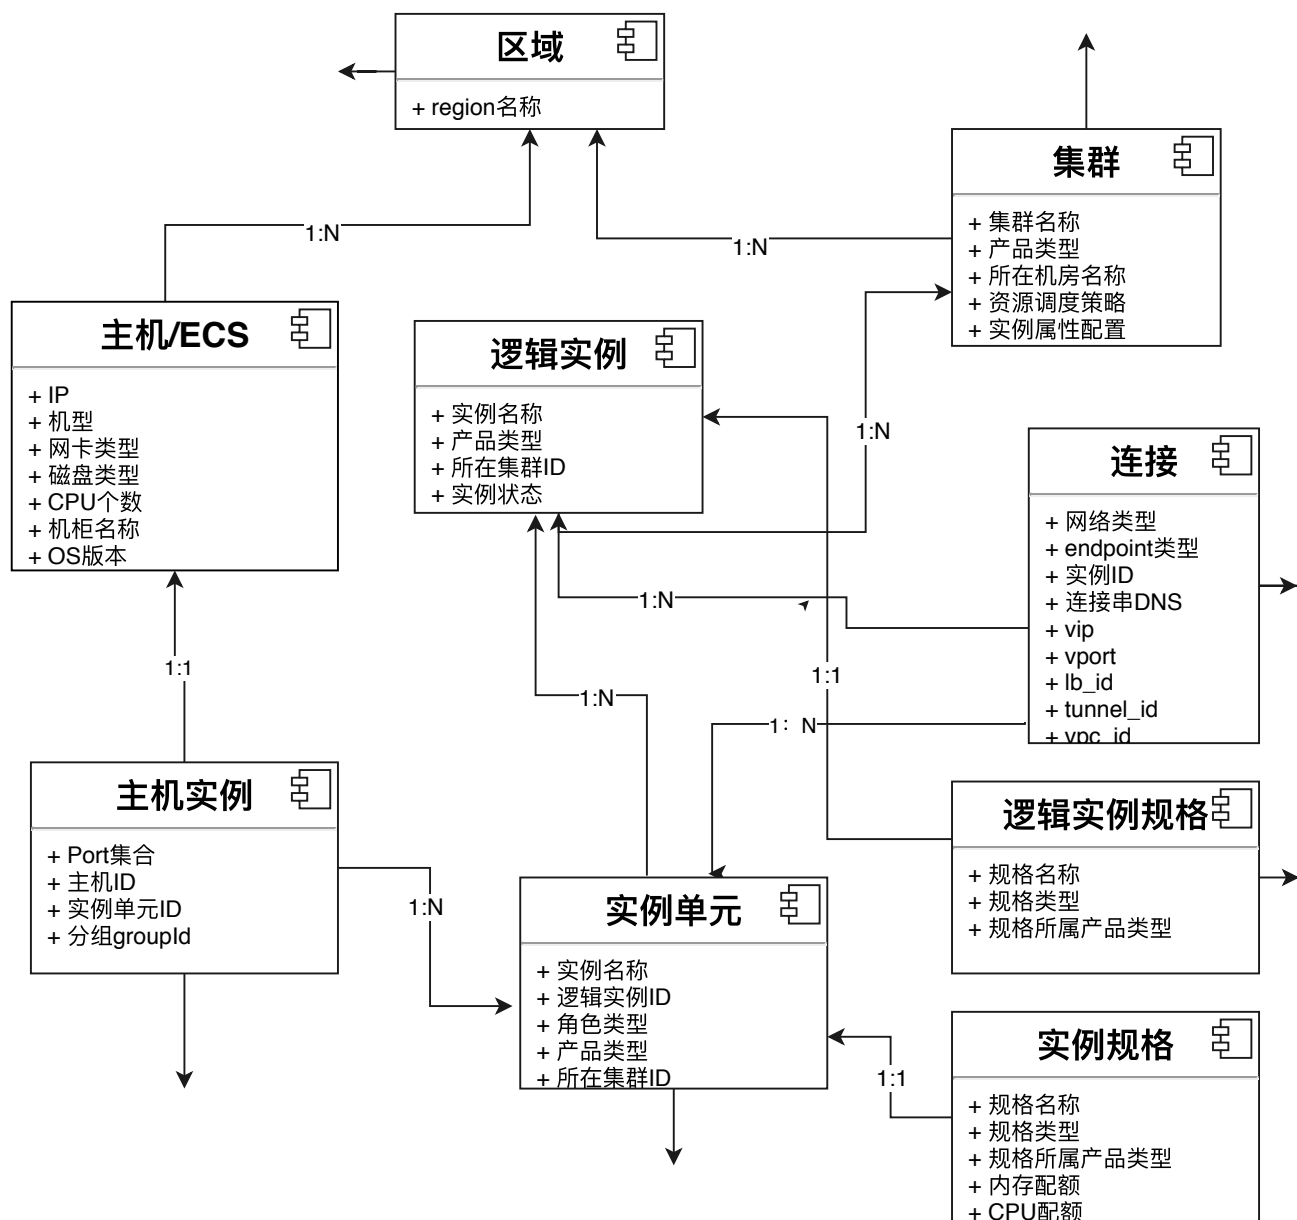 区域
+ region名称
集群
+ 集群名称
+ 产品类型
+ 所在机房名称
+ 资源调度策略
+ 实例属性配置
1:N
1:N
主机/ECS
+ IP
+ 机型
+ 网卡类型
+ 磁盘类型
+ CPU个数
+ 机柜名称
+ OS版本
逻辑实例
+ 实例名称
+ 产品类型
+ 所在集群ID
+ 实例状态
1:N
连接
+ 网络类型
+ endpoint类型
+ 实例ID
+ 连接串DNS
+ vip
+ vport
+ lb_id
+ tunnel_id
+ vpc_id
1:N
1:1
1:1
1:N
1: N
主机实例
+ Port集合
+ 主机ID
+ 实例单元ID
+ 分组groupId
1:N
逻辑实例规格
+ 规格名称
+ 规格类型
+ 规格所属产品类型
实例单元
+ 实例名称
+ 逻辑实例ID
+ 角色类型
+ 产品类型
+ 所在集群ID
1:1
实例规格
+ 规格名称
+ 规格类型
+ 规格所属产品类型
+ 内存配额
+ CPU配额